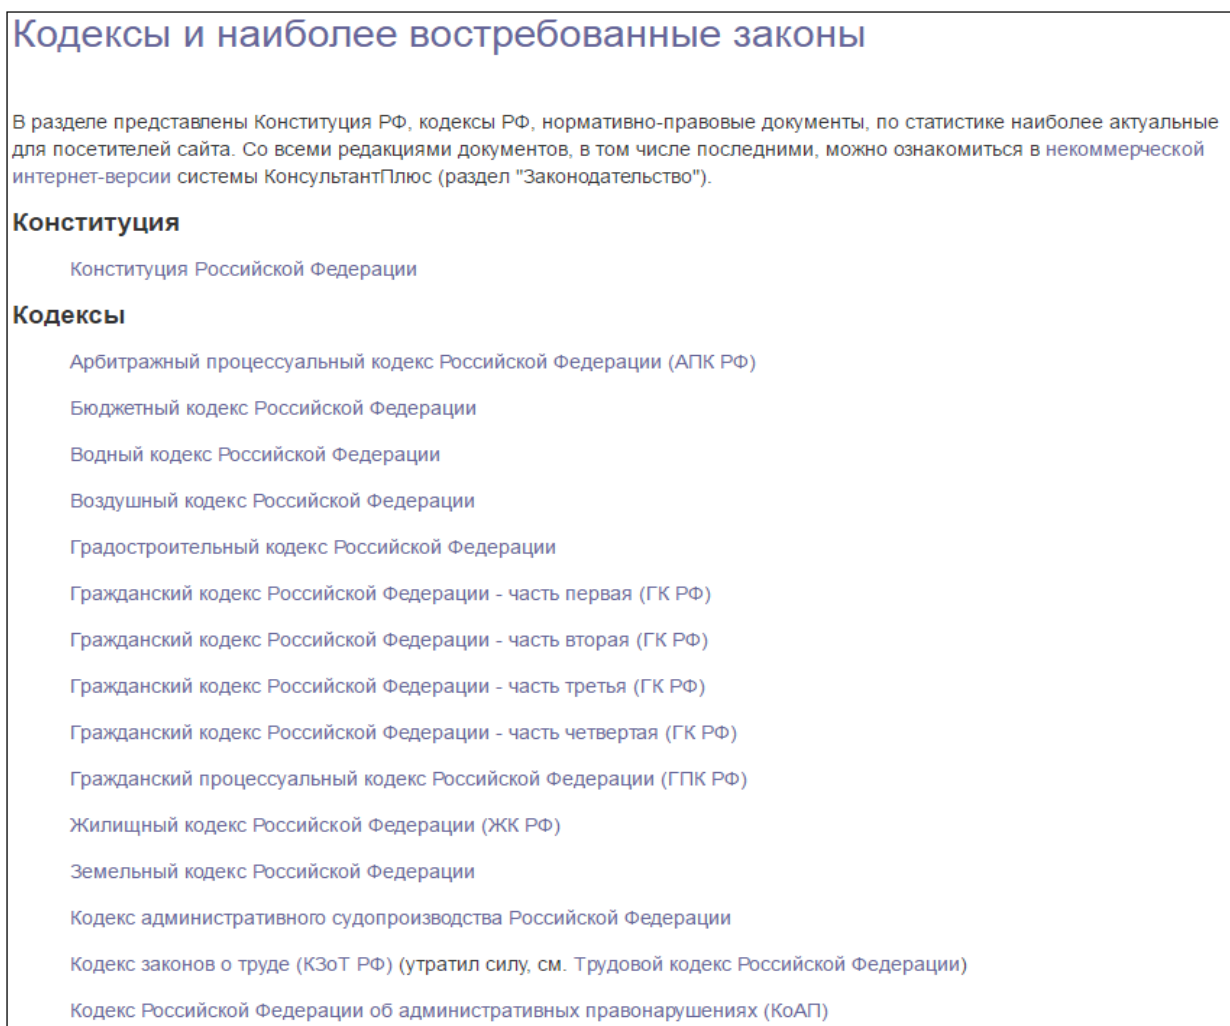 Кодексы и наиболее востребованные законы
В разделе представлены Конституция РФ, кодексы РФ, нормативно-правовые документы, по статистике наиболее актуальные
для посетителей сайта. Со всеми редакциями документов, в том числе последними, можно ознакомиться в некоммерческой
интернет-версии системы КонсультантПлюс (раздел "Законодательство").
Конституция
Конституция Российской Федерации
Кодексы
Арбитражный процессуальный кодекс Российской Федерации (АПК РФ)
Бюджетный кодекс Российской Федерации
Водный кодекс Российской Федерации
Воздушный кодекс Российской Федерации
Градостроительный кодекс Российской Федерации
Гражданский кодекс Российской Федерации - часть первая (ГК РФ)
Гражданский кодекс Российской Федерации - часть вторая (ГК РФ)
Гражданский кодекс Российской Федерации - часть третья (ГК РФ)
Гражданский кодекс Российской Федерации - часть четвертая (ГК РФ)
Гражданский процессуальный кодекс Российской Федерации (ГПК РФ)
Жилищный кодекс Российской Федерации (ЖК РФ)
Земельный кодекс Российской Федерации
Кодекс административного судопроизводства Российской Федерации
Кодекс законов о труде (КЗоТ РФ) (утратил силу, см. Трудовой кодекс Российской Федерации)
Кодекс Российской Федерации об административных правонарушениях (КоАП)